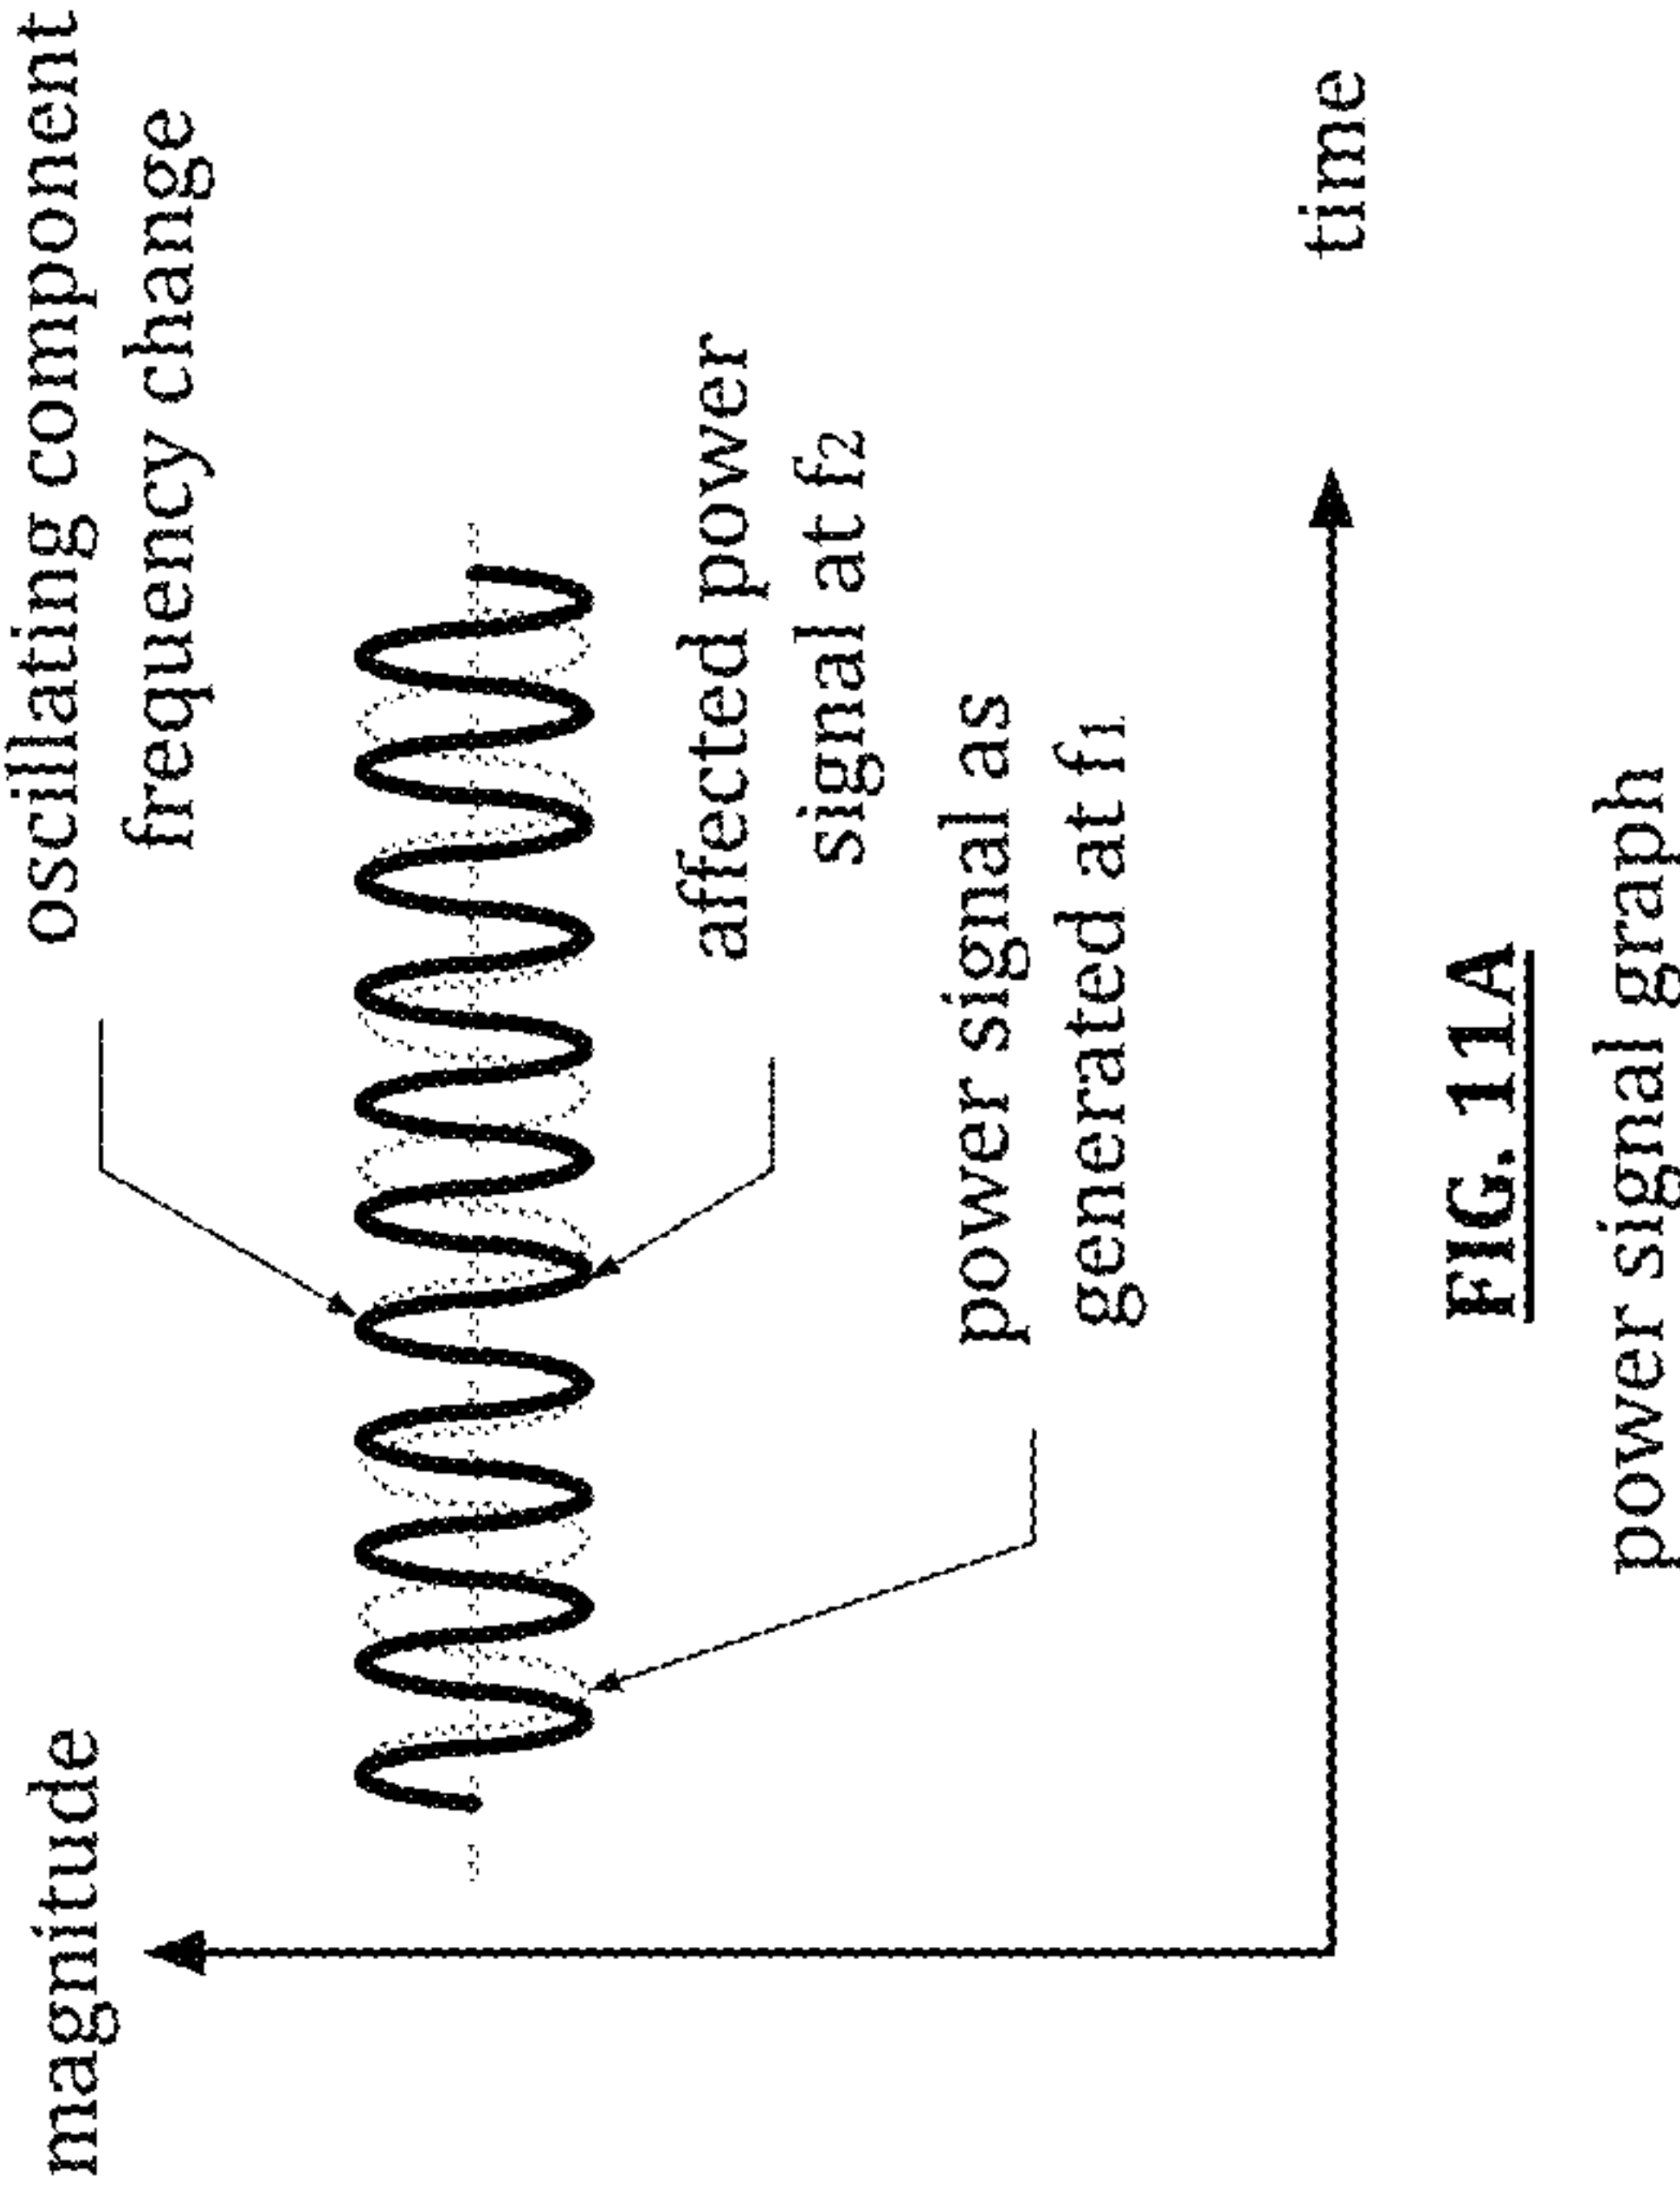 magnitude
oscillating component
frequency change
affected power
signal at f2
power signal as
generated at f1
time
FIG. 11A
power signal graph